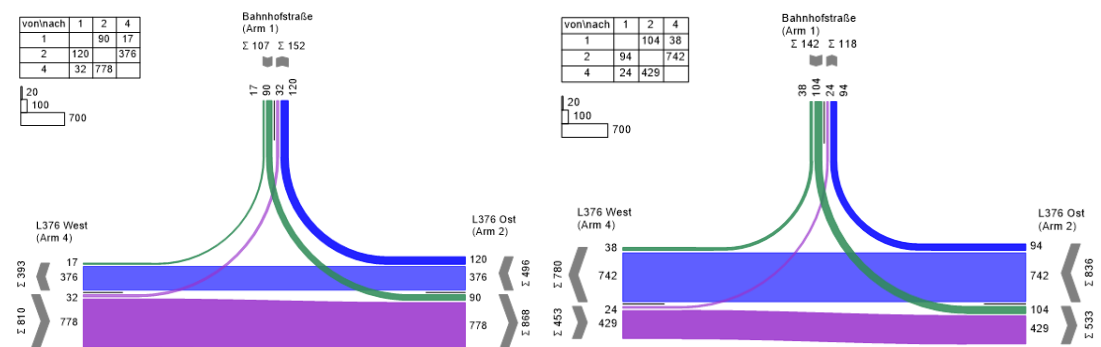 Bahnhofstraße
(Arm 1)
Σ 107 Σ 152
von\nach 1 2 4
1 90 17
2 120 376
4 32 778
20
100
700
17 90 32 120
L376 West
(Arm 4)
L376 Ost
(Arm 2)
Σ 393
17
376
32
778
Σ 810
120
376
90
778
Σ 496
Σ 868
Bahnhofstraße
(Arm 1)
Σ 142 Σ 118
von\nach 1 2 4
1 104 38
2 94 742
4 24 429
20
100
700
38 104 24 94
L376 West
(Arm 4)
L376 Ost
(Arm 2)
Σ 780
38
742
24
429
Σ 453
94
742
104
429
Σ 836
Σ 533